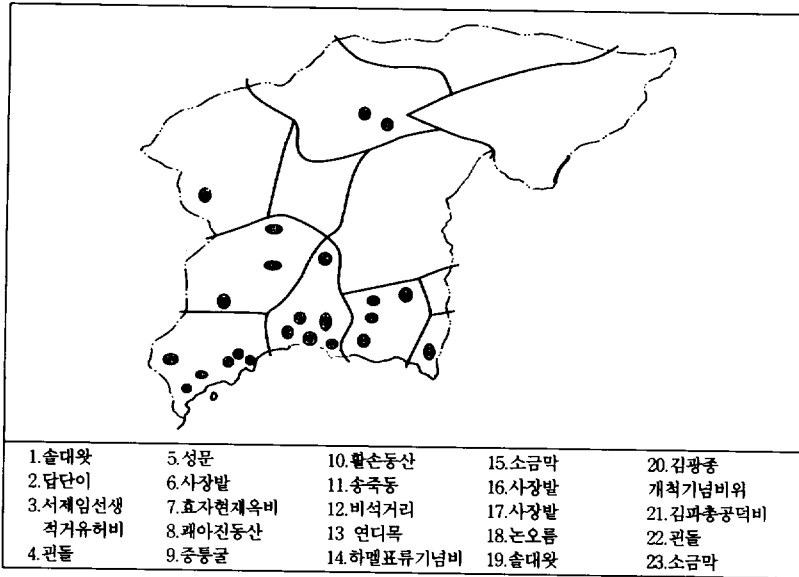 1.솔대왓
2.답단이
3.서제임선생
적거유허비
4.괸돌
5.성문
6.사장밭
7.효자현재옥비
8.괘아진동산
9.중통굴
10.활손동산
11.송죽동
12.비석거리
13 연디목
14.하멜표류기념비
15.소금막
16.사장밭
17.사장밭
18.논오름
19.솔대왓
20.김광종
개척기념비위
21.김파총공덕비
22.괸돌
23.소금막